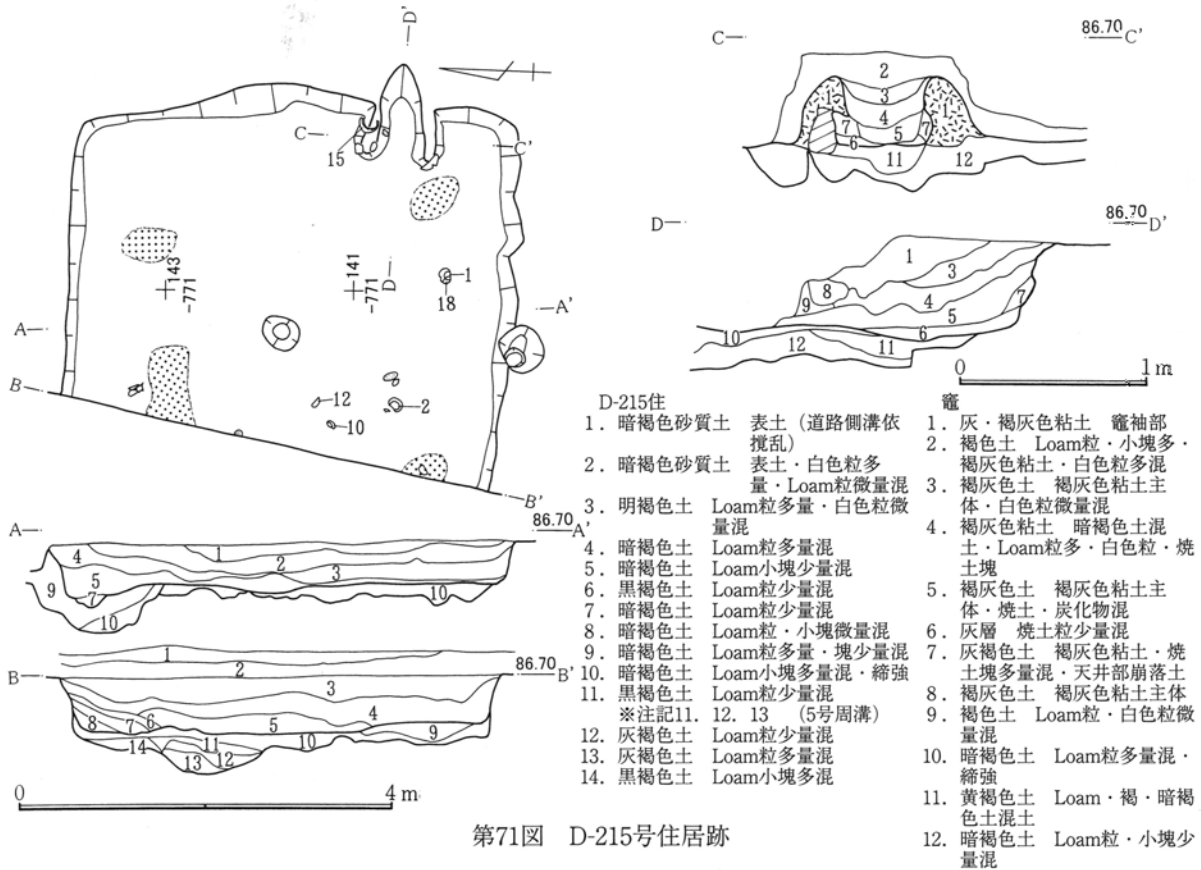 D'
C
C'
15
143
-771
141
-771
D
1
18
A
A'
B
12
2
10
B'
A
86.70
A'
1
2
3
4
5
7
9
10
10
B
86.70
B'
1
2
3
4
5
6
7
8
9
10
11
12
13
14
0
4 m
C
86.70
C'
2
1
3
1
4
7
5
7
6
11
12
D
86.70
D'
1
3
8
4
7
9
5
10
6
12
11
0
1 m
D-215住
1. 暗褐色砂質土 表土（道路側溝依
撹乱）
2. 暗褐色砂質土 表土・白色粒多
量・Loam粒微量混
3. 明褐色土 Loam粒多量・白色粒微
量混
4. 暗褐色土 Loam粒多量混
5. 暗褐色土 Loam小塊少量混
6. 黒褐色土 Loam粒少量混
7. 暗褐色土 Loam粒少量混
8. 暗褐色土 Loam粒・小塊微量混
9. 暗褐色土 Loam粒多量・塊少量混
10. 暗褐色土 Loam小塊多量混・締強
11. 黒褐色土 Loam粒少量混
※注記11. 12. 13 （5号周溝）
12. 灰褐色土 Loam粒少量混
13. 灰褐色土 Loam粒多量混
14. 黒褐色土 Loam小塊多混
竈
1. 灰・褐灰色粘土 竈袖部
2. 褐色土 Loam粒・小塊多・
褐灰色粘土・白色粒多混
3. 褐灰色土 褐灰色粘土主
体・白色粒微量混
4. 褐灰色粘土 暗褐色土混
土・Loam粒多・白色粒・焼
土塊
5. 褐灰色土 褐灰色粘土主
体・焼土・炭化物混
6. 灰層 焼土粒少量混
7. 灰褐色土 褐灰色粘土・焼
土塊多量混・天井部崩落土
8. 褐灰色土 褐灰色粘土主体
9. 褐色土 Loam粒・白色粒微
量混
10. 暗褐色土 Loam粒多量混・
締強
11. 黄褐色土 Loam・褐・暗褐
色土混土
12. 暗褐色土 Loam粒・小塊少
量混
第71図 D-215号住居跡